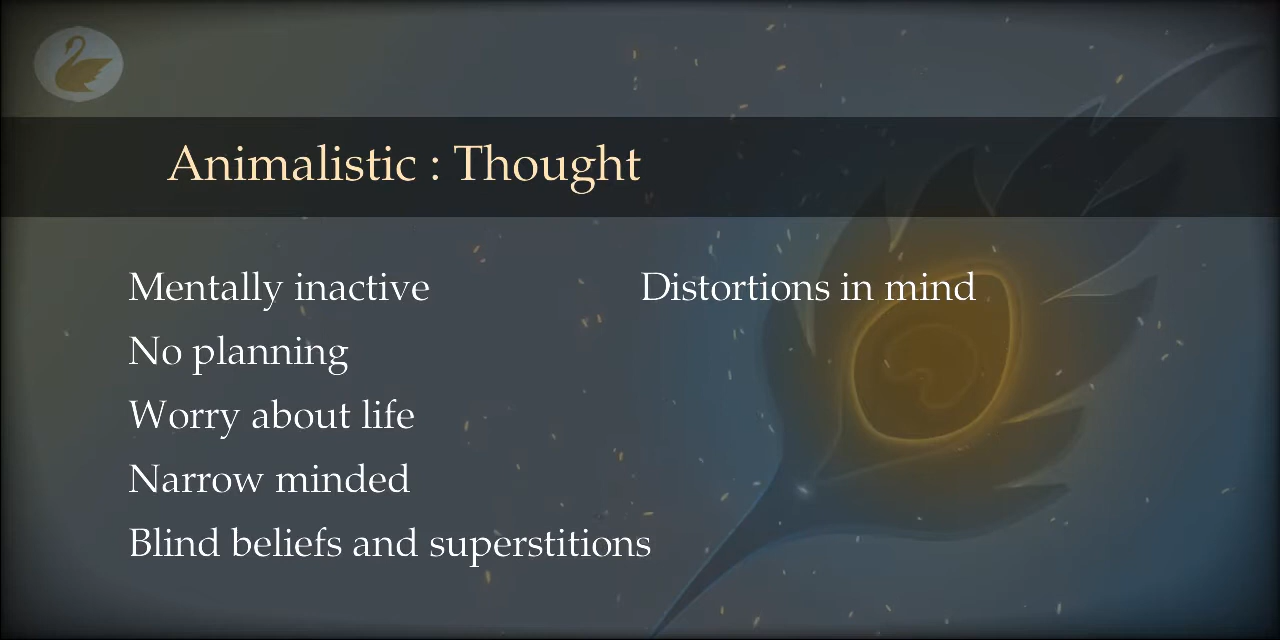 Animalistic : Thought
Mentally inactive
No planning
Worry about life
Narrow minded
Blind beliefs and superstitions
Distortions in mind